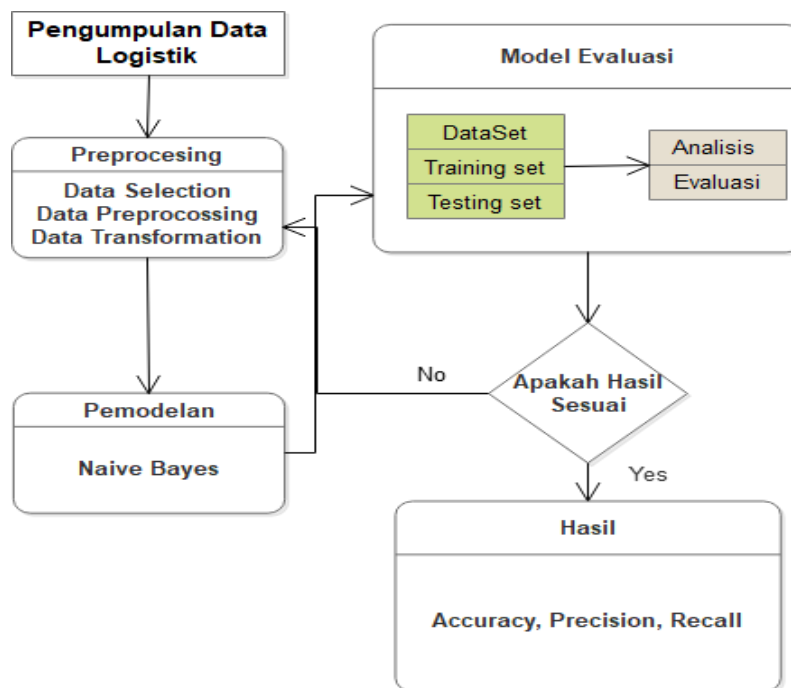 Pengumpulan Data
Logistik
Preprocesing
Data Selection
Data Preprocossing
Data Transformation
Pemodelan
Naive Bayes
Model Evaluasi
DataSet
Training set
Testing set
Analisis
Evaluasi
Apakah Hasil
Sesuai
No
Yes
Hasil
Accuracy, Precision, Recall